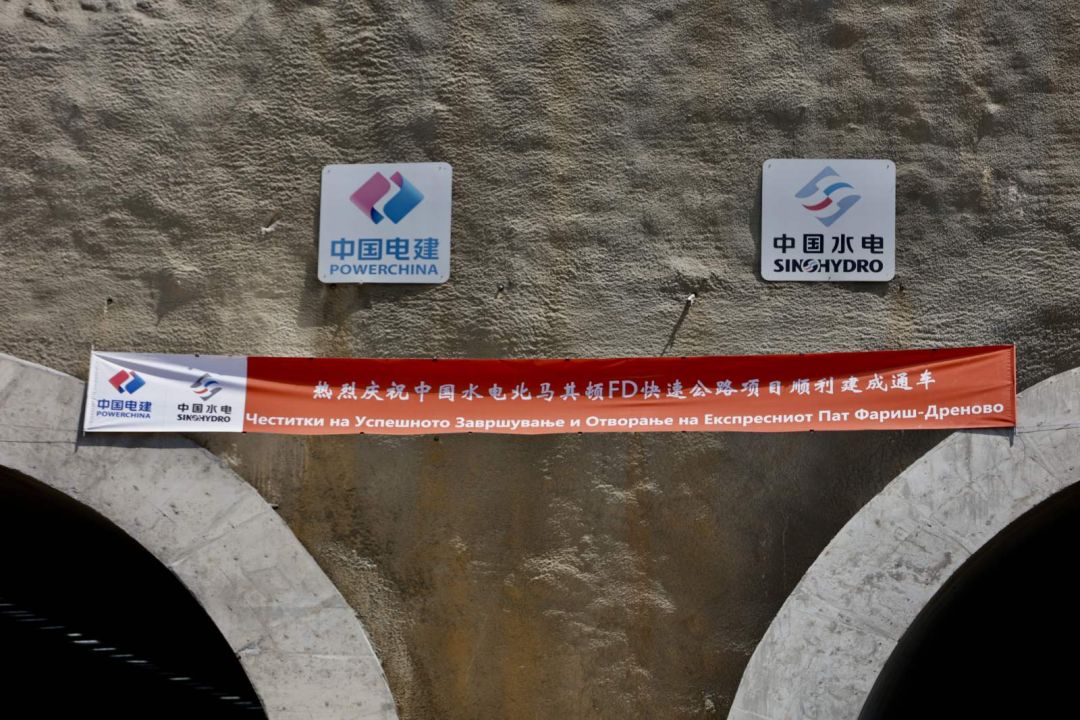 中国电建
POWERCHINA
中国水电
SINOHYDRO
中国电建
POWERCHINA
中国水电
SINOHYDRO
热烈庆祝中国水电北马其顿FD快速公路项目顺利建成通车
Честитки на Успешното Завршување и Отворање на Експресниот Пат Фариш-Дреново